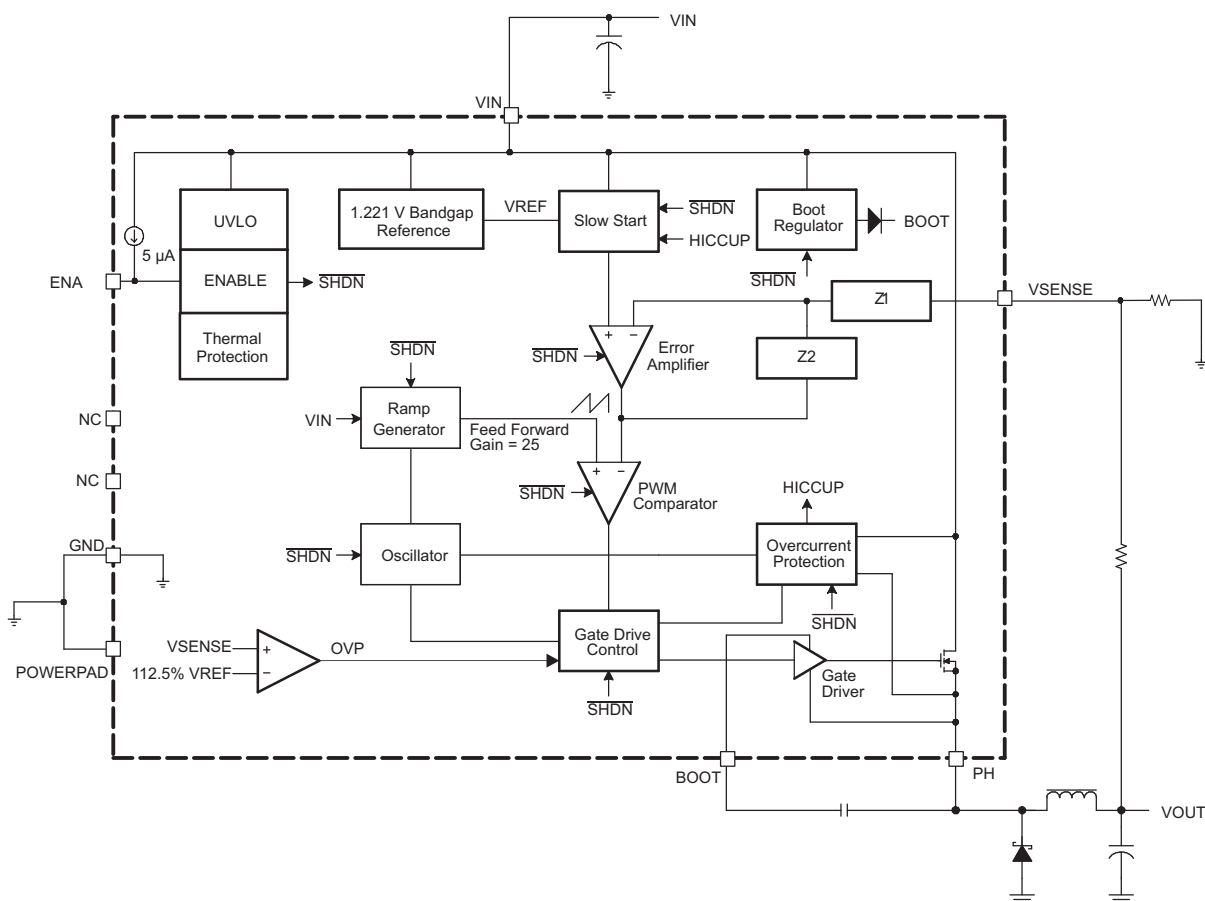 VIN
VIN
UVLO
1.221 V Bandgap
Reference
VREF
Slow Start
SHDN
HICCUP
Boot
Regulator
BOOT
5 µA
ENA
ENABLE
SHDN
SHDN
Z1
VSENSE
Thermal
Protection
SHDN
+
−
Error
Amplifier
Z2
SHDN
NC
VIN
Ramp
Generator
Feed Forward
Gain = 25
NC
SHDN
+
−
PWM
Comparator
HICCUP
GND
SHDN
Oscillator
Overcurrent
Protection
SHDN
POWERPAD
VSENSE
112.5% VREF
+
−
OVP
Gate Drive
Control
SHDN
Gate
Driver
BOOT
PH
VOUT